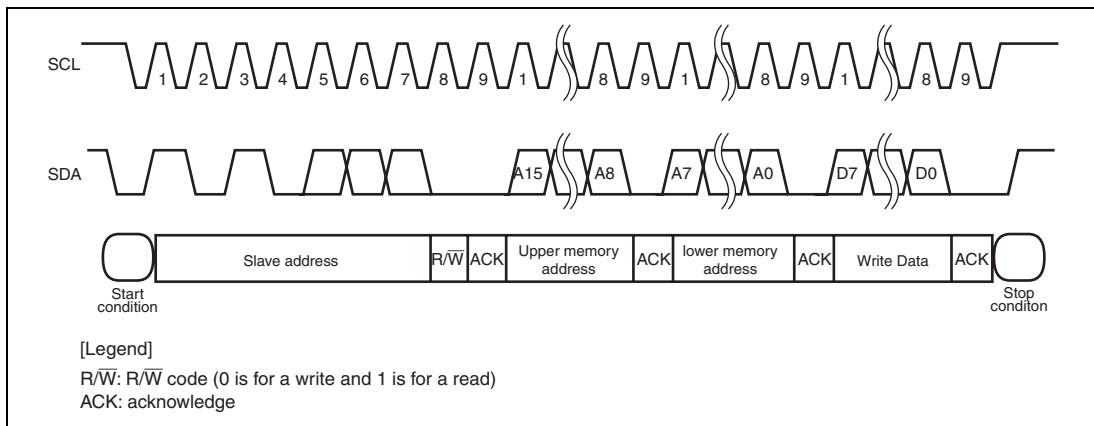 SCL
1 2 3 4 5 6 7 8 9 1 8 9 1 8 9 1 8 9
SDA
A15 A8 A7 A0 D7 D0
Slave address R/W̅ ACK Upper memory address ACK lower memory address ACK Write Data ACK
Start condition
Stop conditon
[Legend]
R/W̅: R/W̅ code (0 is for a write and 1 is for a read)
ACK: acknowledge